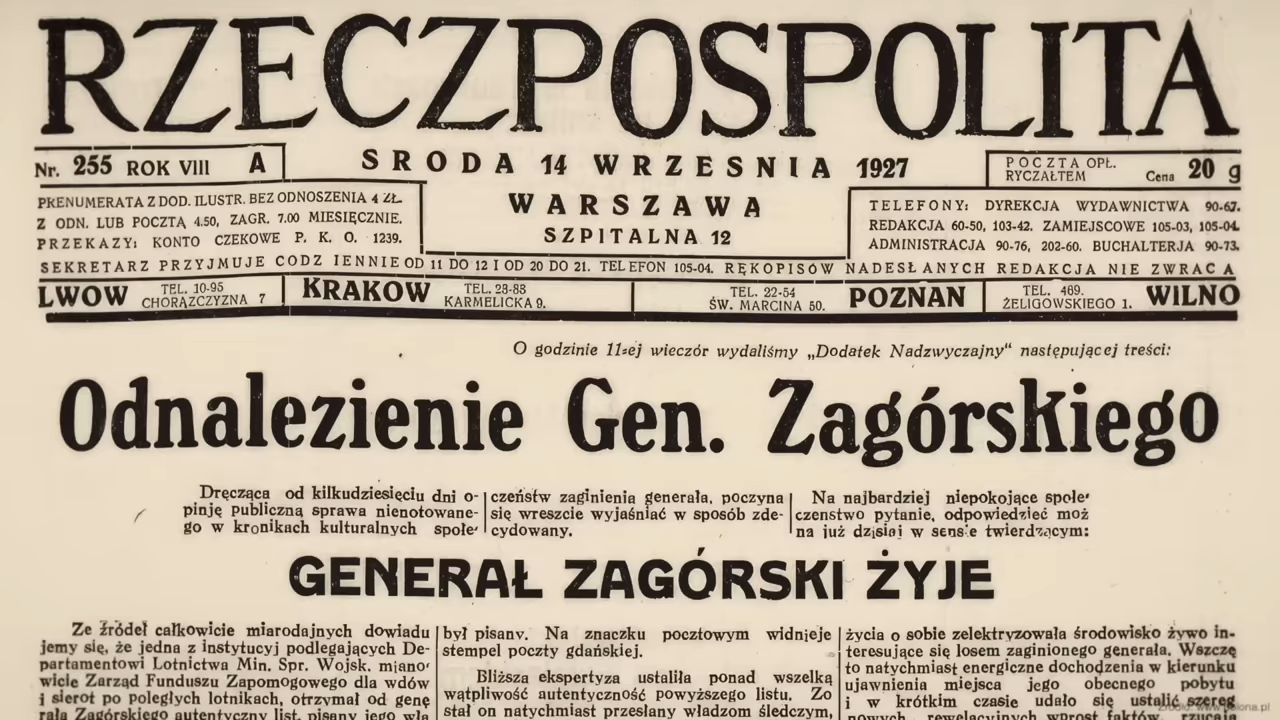 RZECZPOSPOLITA
Nr. 255 ROK VIII A
SRODA 14 WRZESNIA 1927
POCZTA OPŁ.
RYCZAŁTEM Cena 20 g
PRENUMERATA Z DOD. ILUSTR. BEZ ODNOSZENIA 4 ZŁ.
Z ODN. LUB POCZTĄ 4.50, ZAGR. 7.00 MIESIĘCZNIE.
PRZEKAZY: KONTO CZEKOWE P. K. O. 1239.
WARSZAWA
SZPITALNA 12
TELEFONY: DYREKCJA WYDAWNICTWA 90-67.
REDAKCJA 60-50, 103-42. ZAMIEJSCOWE 105-03, 105-04.
ADMINISTRACJA 90-76, 202-60. BUCHALTERJA 90-73.
SEKRETARZ PRZYJMUJE CODZIENNIE OD 11 DO 12 I OD 20 DO 21. TELEFON 105-04. RĘKOPISÓW NADESŁANYCH REDAKCJA NIE ZWRACA
LWOW TEL. 10-95
CHORĄŻCZYZNA 7
KRAKOW TEL. 28-88
KARMELICKA 9.
TEL. 22-54
ŚW. MARCINA 50. POZNAŃ
TEL. 469.
ŻELIGOWSKIEGO 1. WILNO
O godzinie 11-ej wieczór wydaliśmy „Dodatek Nadzwyczajny" następującej treści:
Odnalezienie Gen. Zagórskiego
Dręcząca od kilkudziesięciu dni o-
pinję publiczną sprawa nienotowane-
go w kronikach kulturalnych społe-
czeństw zaginienia generała, poczyna
się wreszcie wyjaśniać w sposób zde-
cydowany.
Na najbardziej niepokojące społe-
czenstwo pytanie, odpowiedzieć moż
na już dzisiaj w sensie twierdzącym:
GENERAŁ ZAGÓRSKI ŻYJE
Ze źródeł całkowicie miarodajnych dowiadu
jemy się, że jedna z instytucyj podlegających De-
partamentowi Lotnictwa Min. Spr. Wojsk. miano-
wicie Zarząd Funduszu Zapomogowego dla wdów
i sierot po poległych lotnikach, otrzymał od gene
rała Zagórskiego autentyczny list, pisany jego wła
był pisany. Na znaczku pocztowym widnieje
stempel poczty gdańskiej.
Bliższa ekspertyza ustaliła ponad wszelką
wątpliwość autentyczność powyższego listu. Zo
stał on natychmiast przesłany władzom śledczym,
życia o sobie zelektryzowała środowisko żywo in-
teresujące się losem zaginionego generała. Wszczę
to natychmiast energiczne dochodzenia w kierunku
ujawnienia miejsca jego obecnego pobytu
i w krótkim czasie udało się ustalić szereg
nowych, rewelacyjnych wprost faktów,
Źródło: www.polona.pl